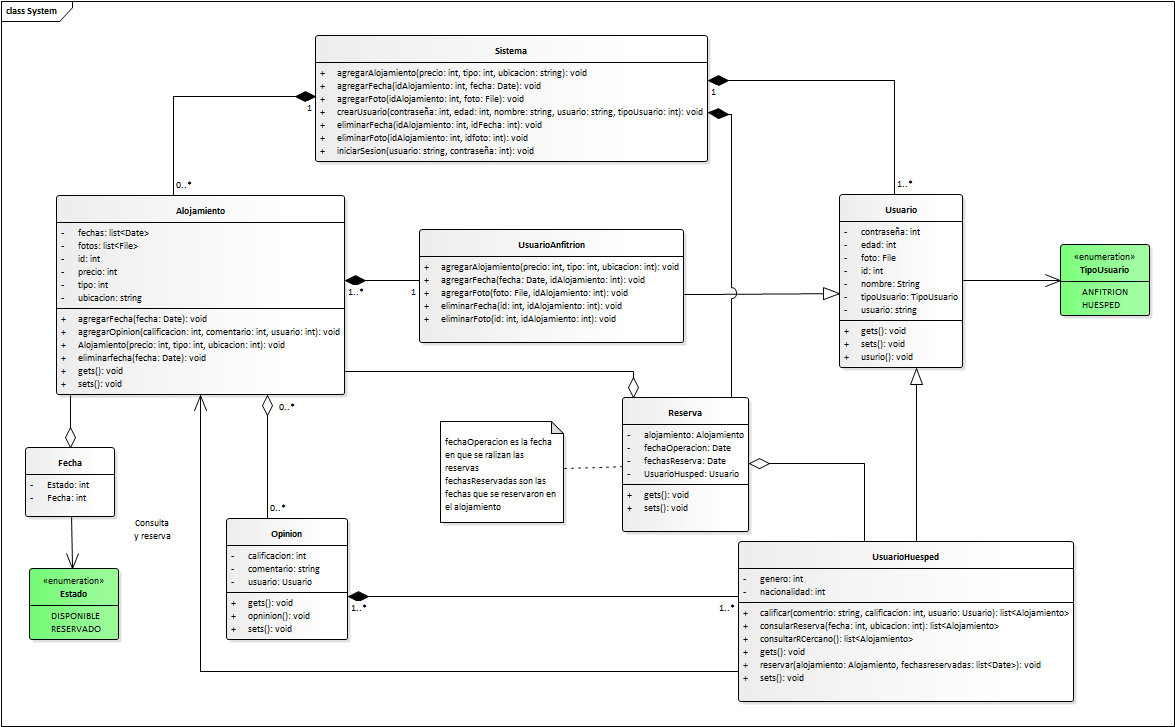 class System
Sistema
+ agregarAlojamiento(precio: int, tipo: int, ubicacion: string): void
+ agregarFecha(idAlojamiento: int, fecha: Date): void
+ agregarFoto(idAlojamiento: int, foto: File): void
+ crearUsuario(contraseña: int, edad: int, nombre: string, usuario: string, tipoUsuario: int): void
+ eliminarFecha(idAlojamiento: int, idFecha: int): void
+ eliminarFoto(idAlojamiento: int, idfoto: int): void
+ iniciarSesion(usuario: string, contraseña: int): void
1
1
0..*
1..*
Alojamiento
- fechas: list<Date>
- fotos: list<File>
- id: int
- precio: int
- tipo: int
- ubicacion: string
+ agregarFecha(fecha: Date): void
+ agregarOpinion(calificacion: int, comentario: int, usuario: int): void
+ Alojamiento(precio: int, tipo: int, ubicacion: int): void
+ eliminarfecha(fecha: Date): void
+ gets(): void
+ sets(): void
1..*
1
UsuarioAnfitrion
+ agregarAlojamiento(precio: int, tipo: int, ubicacion: int): void
+ agregarFecha(fecha: Date, idAlojamiento: int): void
+ agregarFoto(foto: File, idAlojamiento: int): void
+ eliminarFecha(id: int, idAlojamiento: int): void
+ eliminarFoto(id: int, idAlojamiento: int): void
Usuario
- contraseña: int
- edad: int
- foto: File
- id: int
- nombre: String
- tipoUsuario: TipoUsuario
- usuario: string
+ gets(): void
+ sets(): void
+ usurio(): void
«enumeration»
TipoUsuario
ANFITRION
HUESPED
0..*
Fecha
- Estado: int
- Fecha: int
Consulta
y reserva
«enumeration»
Estado
DISPONIBLE
RESERVADO
fechaOperacion es la fecha
en que se ralizan las
reservas
fechasReservadas son las
fechas que se reservaron en
el alojamiento
Reserva
- alojamiento: Alojamiento
- fechaOperacion: Date
- fechasReserva: Date
- UsuarioHusped: Usuario
+ gets(): void
+ sets(): void
0..*
Opinion
- calificacion: int
- comentario: string
- usuario: Usuario
+ gets(): void
+ opninion(): void
+ sets(): void
1..*
1..*
UsuarioHuesped
- genero: int
- nacionalidad: int
+ calificar(comentrio: string, calificacion: int, usuario: Usuario): list<Alojamiento>
+ consularReserva(fecha: int, ubicacion: int): list<Alojamiento>
+ consultarRCercano(): list<Alojamiento>
+ gets(): void
+ reservar(alojamiento: Alojamiento, fechasreservadas: list<Date>): void
+ sets(): void